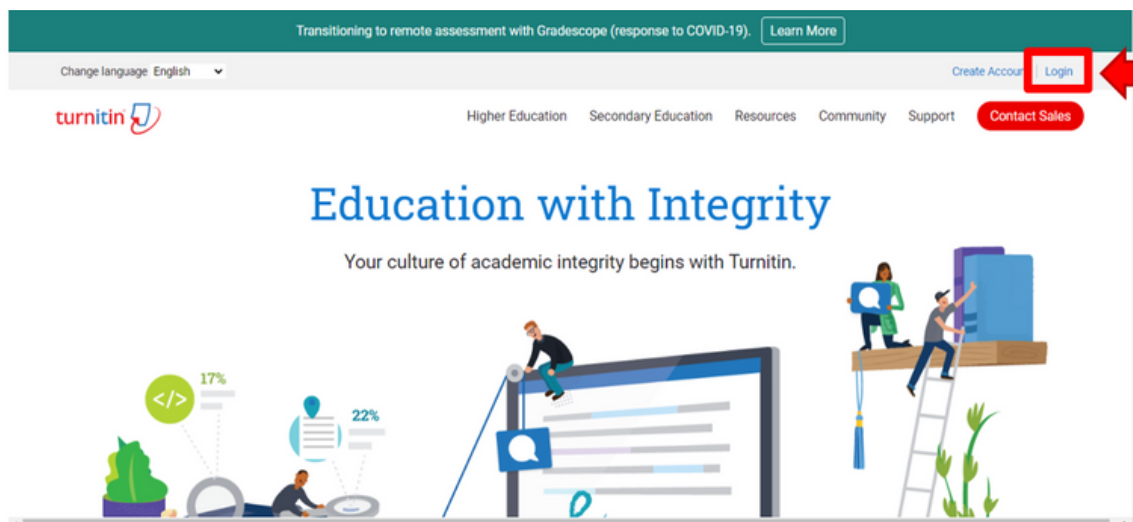 Transitioning to remote assessment with Gradescope (response to COVID-19). Learn More
Change language English Create Account Login
turnitin Higher Education Secondary Education Resources Community Support Contact Sales
Education with Integrity
Your culture of academic integrity begins with Turnitin.
17%
</>
22%